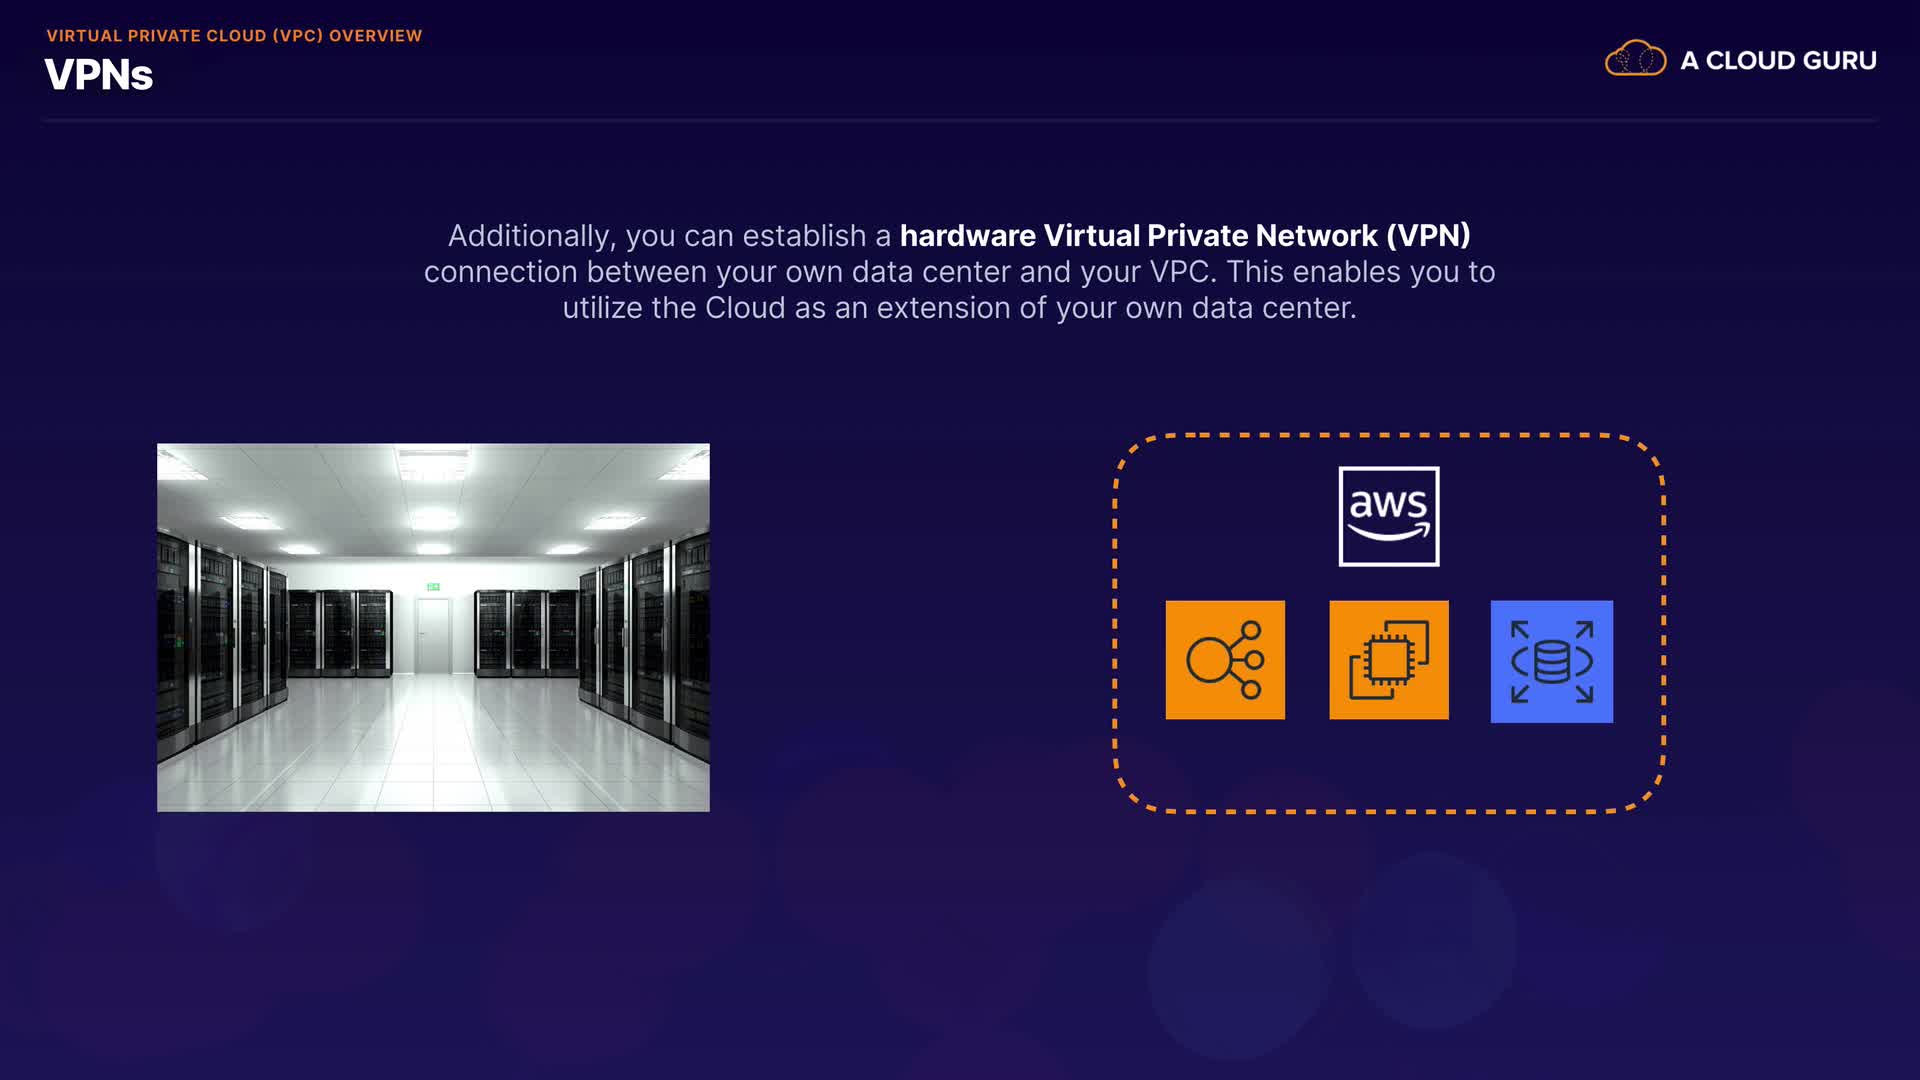 VIRTUAL PRIVATE CLOUD (VPC) OVERVIEW
VPNs
A CLOUD GURU
Additionally, you can establish a hardware Virtual Private Network (VPN)
connection between your own data center and your VPC. This enables you to
utilize the Cloud as an extension of your own data center.
aws